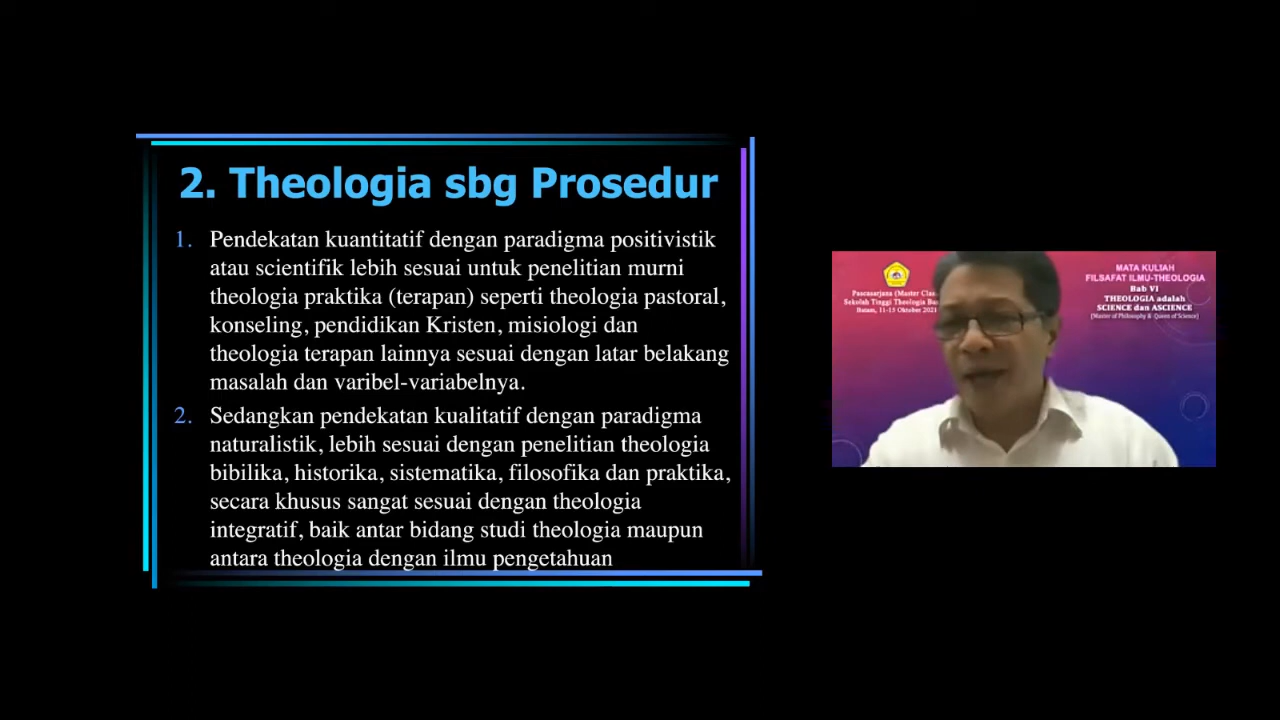 2. Theologia sbg Prosedur
1. Pendekatan kuantitatif dengan paradigma positivistik
atau scientifik lebih sesuai untuk penelitian murni
theologia praktika (terapan) seperti theologia pastoral,
konseling, pendidikan Kristen, misiologi dan
theologia terapan lainnya sesuai dengan latar belakang
masalah dan varibel-variabelnya.
2. Sedangkan pendekatan kualitatif dengan paradigma
naturalistik, lebih sesuai dengan penelitian theologia
bibilika, historika, sistematika, filosofika dan praktika,
secara khusus sangat sesuai dengan theologia
integratif, baik antar bidang studi theologia maupun
antara theologia dengan ilmu pengetahuan
Pascasarjana (Master
Sekolah Tinggi Theologia
Batam, 11-15 Oktober 2021
MATA KULIAH
FILSAFAT ILMU-THEOLOGIA
Bab VI
THEOLOGIA adalah
SCIENCE dan ASCIENCE
[Master of Philosophy & Queen of Science]